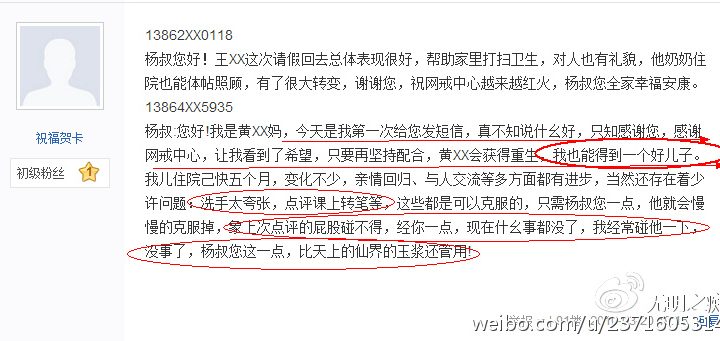 13862XX0118
杨叔您好！王XX这次请假回去总体表现很好，帮助家里打扫卫生，对人也有礼貌，他奶奶住
院也能体帖照顾，有了很大转变，谢谢您，祝网戒中心越来越红火，杨叔您全家幸福安康。
13864XX5935
杨叔:您好!我是黄XX妈，今天是我第一次给您发短信，真不知说什幺好，只知感谢您，感谢
网戒中心，让我看到了希望，只要再坚持配合，黄XX会获得重生，我也能得到一个好儿子。
我儿住院己快五个月，变化不少，亲情回归、与人交流等多方面都有进步，当然还存在着少
许问题；洗手太夸张，点评课上转笔等，这些都是可以克服的，只需杨叔您一点，他就会慢
慢的克服掉，象上次点评的屁股碰不得，经你一点，现在什幺事都没了，我经常碰他一下，
没事了，杨叔您这一点，比天上的仙界的玉浆还管用!
祝福贺卡
初级粉丝
1
weibo.com/u/2371605314